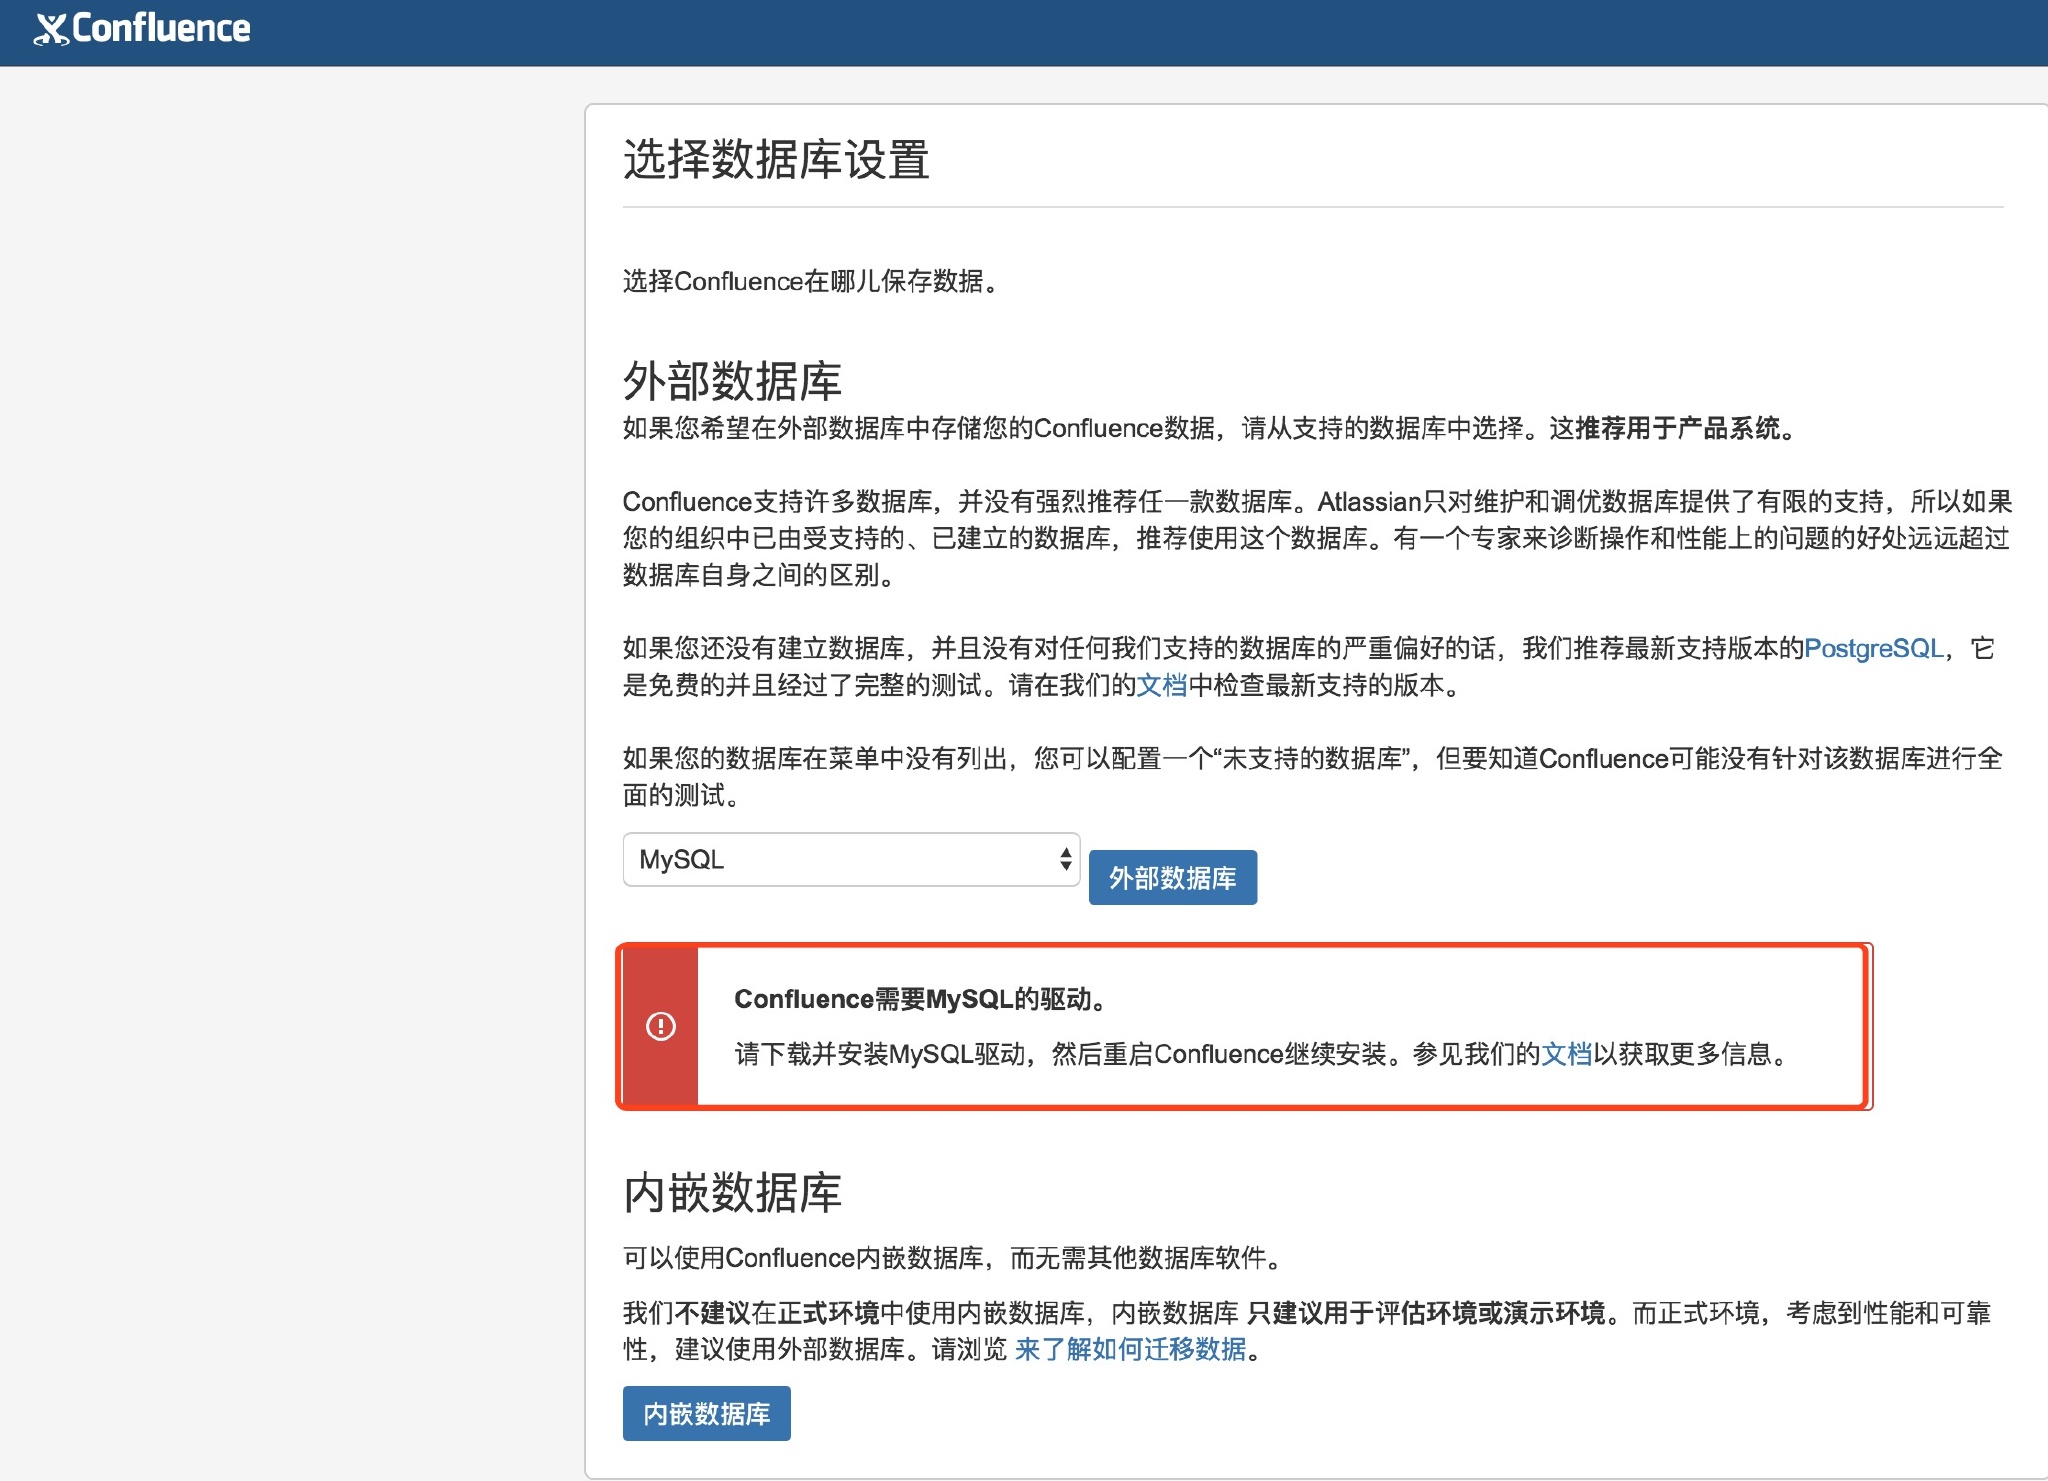 Confluence
选择数据库设置
选择Confluence在哪儿保存数据。
外部数据库
如果您希望在外部数据库中存储您的Confluence数据，请从支持的数据库中选择。这推荐用于产品系统。
Confluence支持许多数据库，并没有强烈推荐任一款数据库。Atlassian只对维护和调优数据库提供了有限的支持，所以如果
您的组织中已由受支持的、已建立的数据库，推荐使用这个数据库。有一个专家来诊断操作和性能上的问题的好处远远超过
数据库自身之间的区别。
如果您还没有建立数据库，并且没有对任何我们支持的数据库的严重偏好的话，我们推荐最新支持版本的PostgreSQL，它
是免费的并且经过了完整的测试。请在我们的文档中检查最新支持的版本。
如果您的数据库在菜单中没有列出，您可以配置一个“未支持的数据库”，但要知道Confluence可能没有针对该数据库进行全
面的测试。
MySQL
外部数据库
Confluence需要MySQL的驱动。
请下载并安装MySQL驱动，然后重启Confluence继续安装。参见我们的文档以获取更多信息。
内嵌数据库
可以使用Confluence内嵌数据库，而无需其他数据库软件。
我们不建议在正式环境中使用内嵌数据库，内嵌数据库 只建议用于评估环境或演示环境。而正式环境，考虑到性能和可靠
性，建议使用外部数据库。请浏览 来了解如何迁移数据。
内嵌数据库